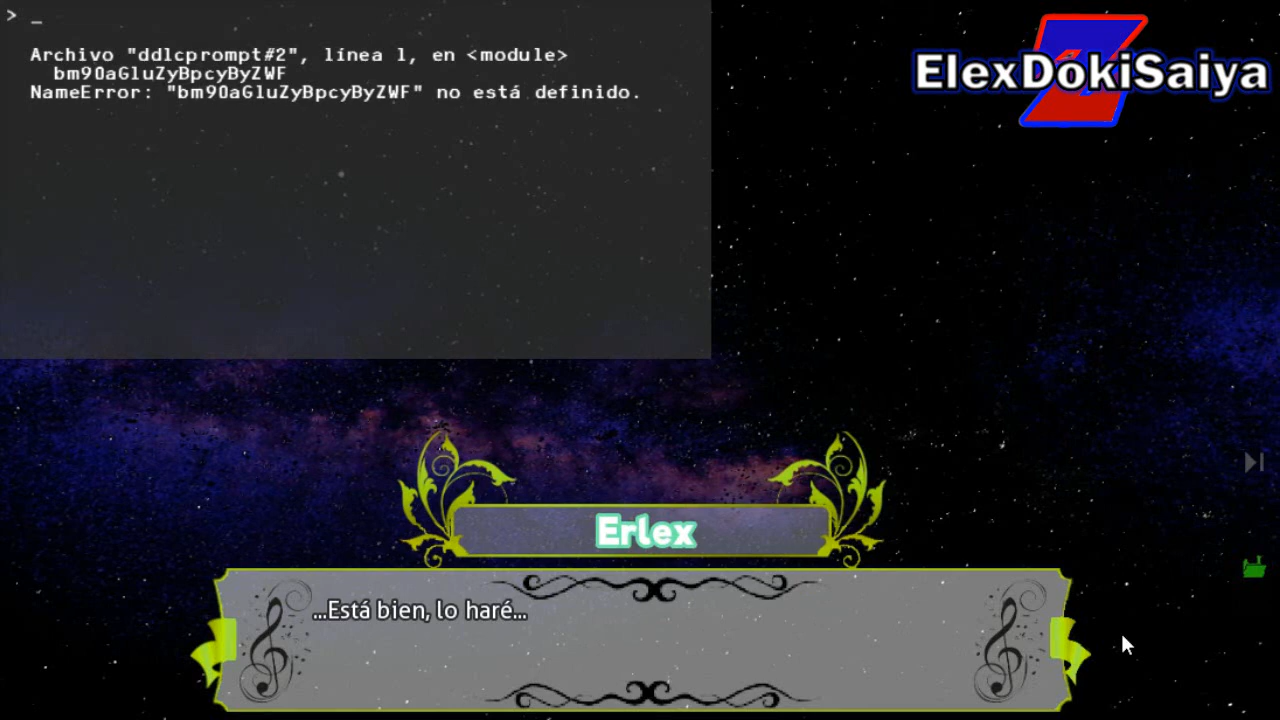 > _
Archivo "ddlcprompt#2", línea 1, en <module>
bm90aGluZyBpcyByZWF
NameError: "bm90aGluZyBpcyByZWF" no está definido.
ElexDokiSaiya
Erlex
...Está bien, lo haré...